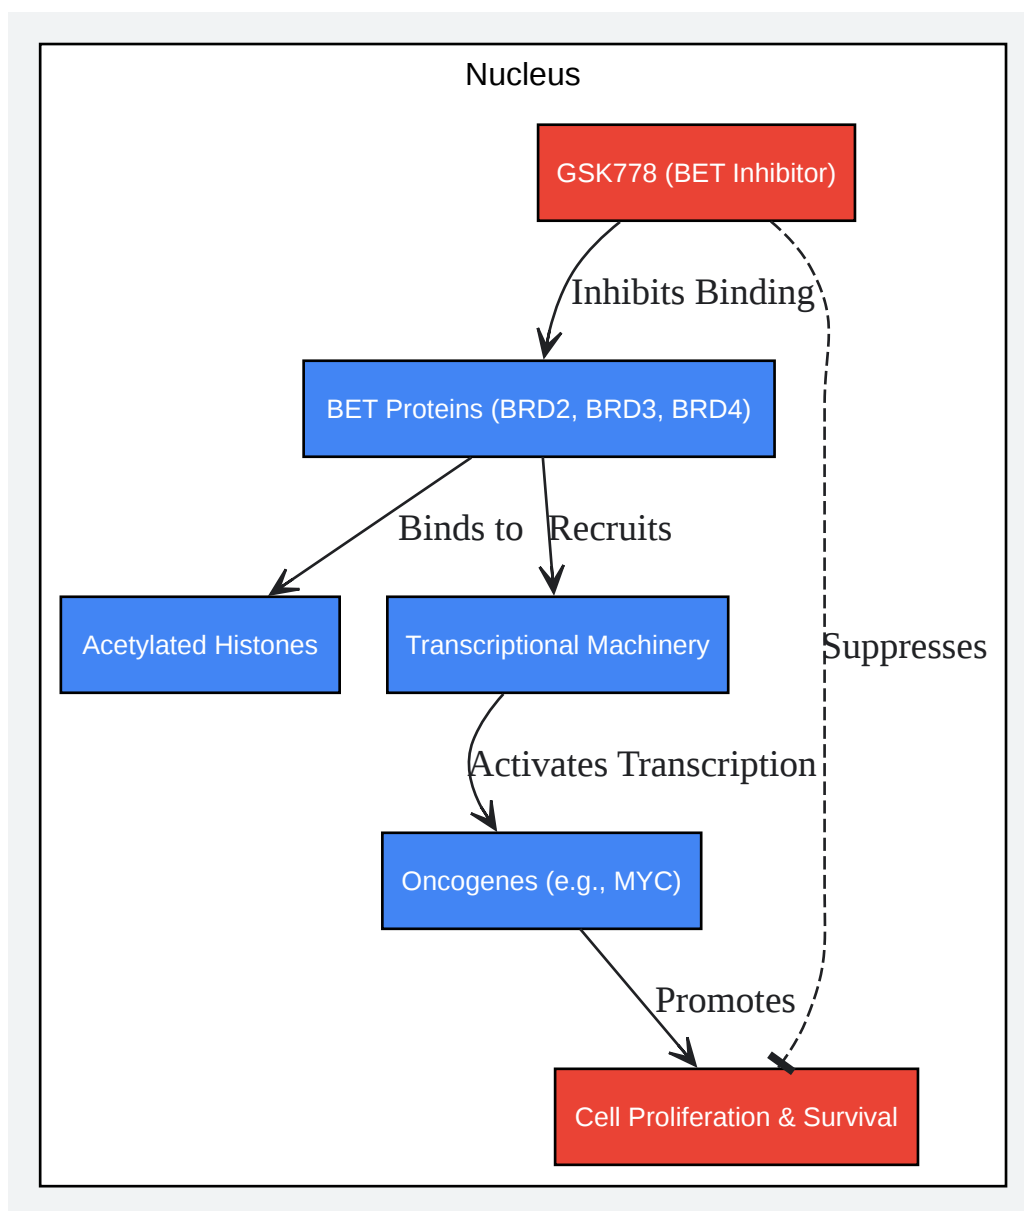 Nucleus
GSK778 (BET Inhibitor)
Inhibits Binding
BET Proteins (BRD2, BRD3, BRD4)
Binds to
Recruits
Acetylated Histones
Transcriptional Machinery
Suppresses
Activates Transcription
Oncogenes (e.g., MYC)
Promotes
Cell Proliferation & Survival